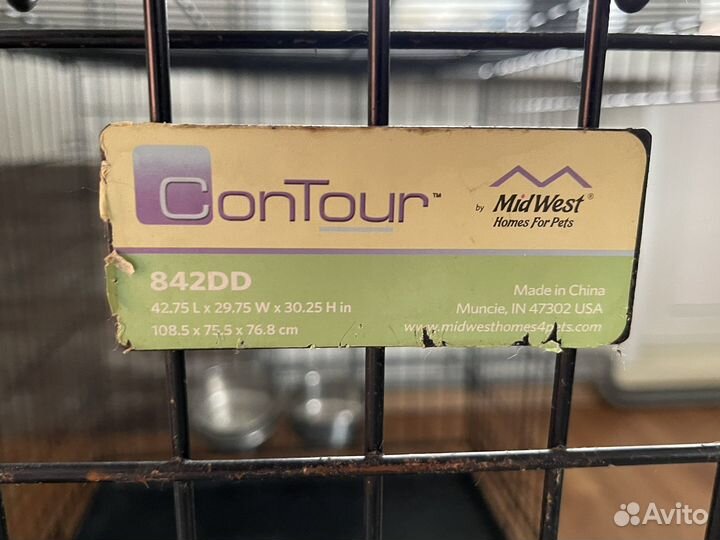 ConTour™
by MidWest®
Homes For Pets
842DD
42.75 L x 29.75 W x 30.25 H in
108.5 x 75.5 x 76.8 cm
Made in China
Muncie, IN 47302 USA
www.midwesthomes4pets.com
Avito